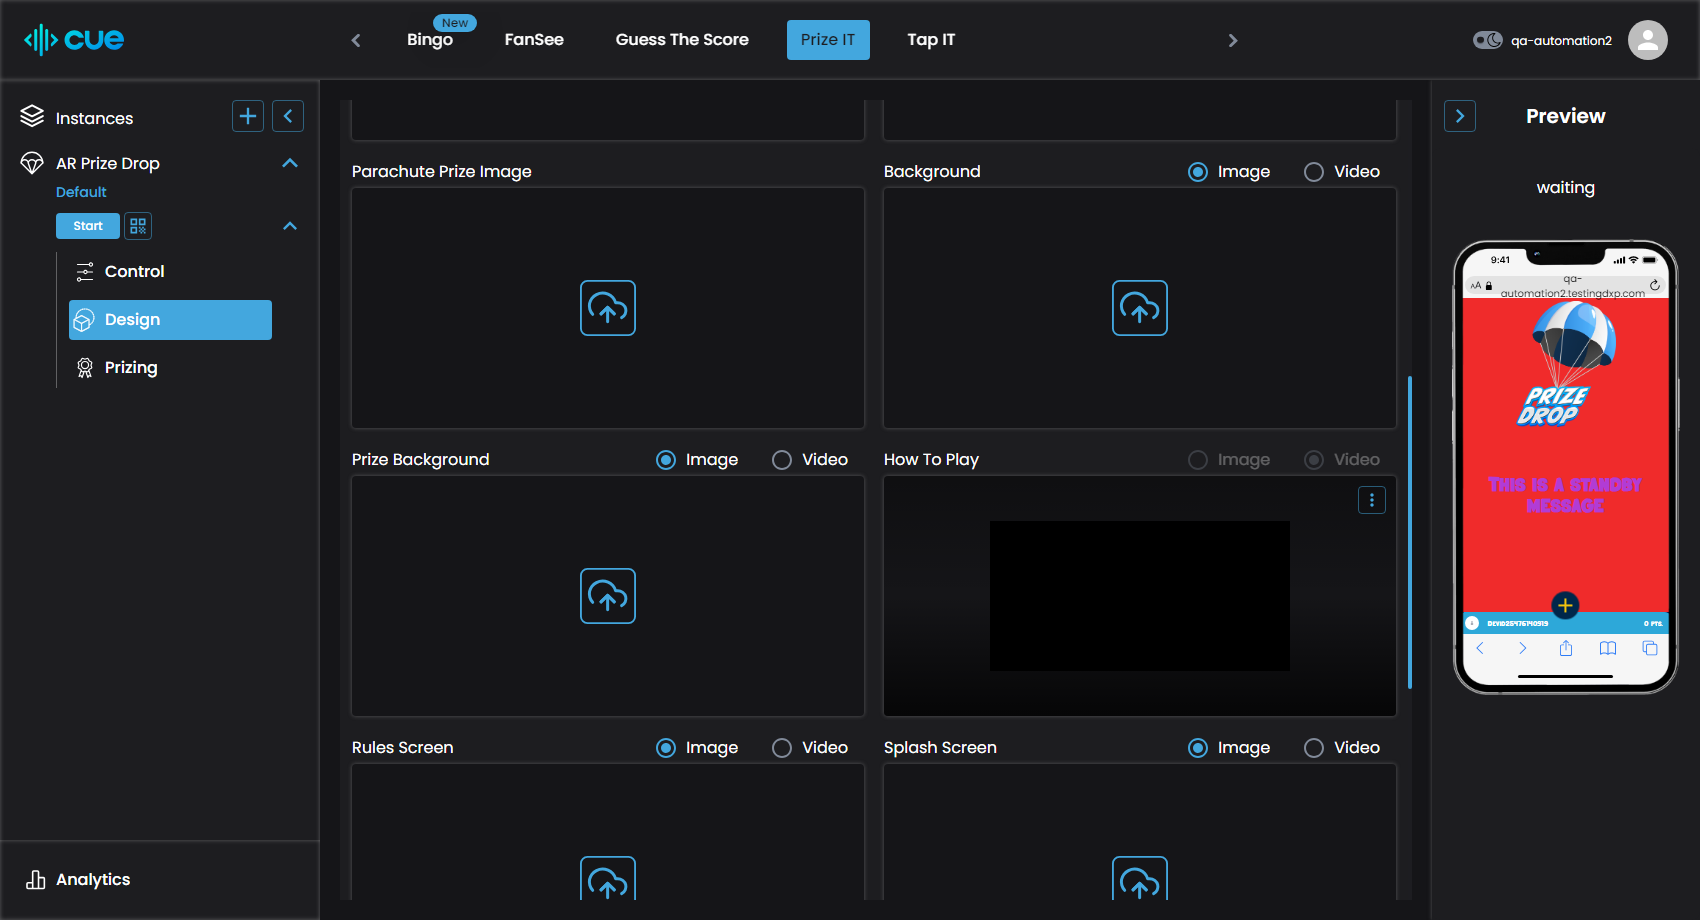 cue
New
Bingo
FanSee
Guess The Score
Prize IT
Tap IT
qa-automation2
Instances
AR Prize Drop
Default
Start
Control
Design
Prizing
Analytics
Parachute Prize Image
Background
Image
Video
Prize Background
Image
Video
How To Play
Image
Video
Rules Screen
Image
Video
Splash Screen
Image
Video
Preview
waiting
9:41
AA
qa-
automation2.testingdxp.com
PRIZE
DROP
THIS IS A STANDBY
MESSAGE
0 PTS.